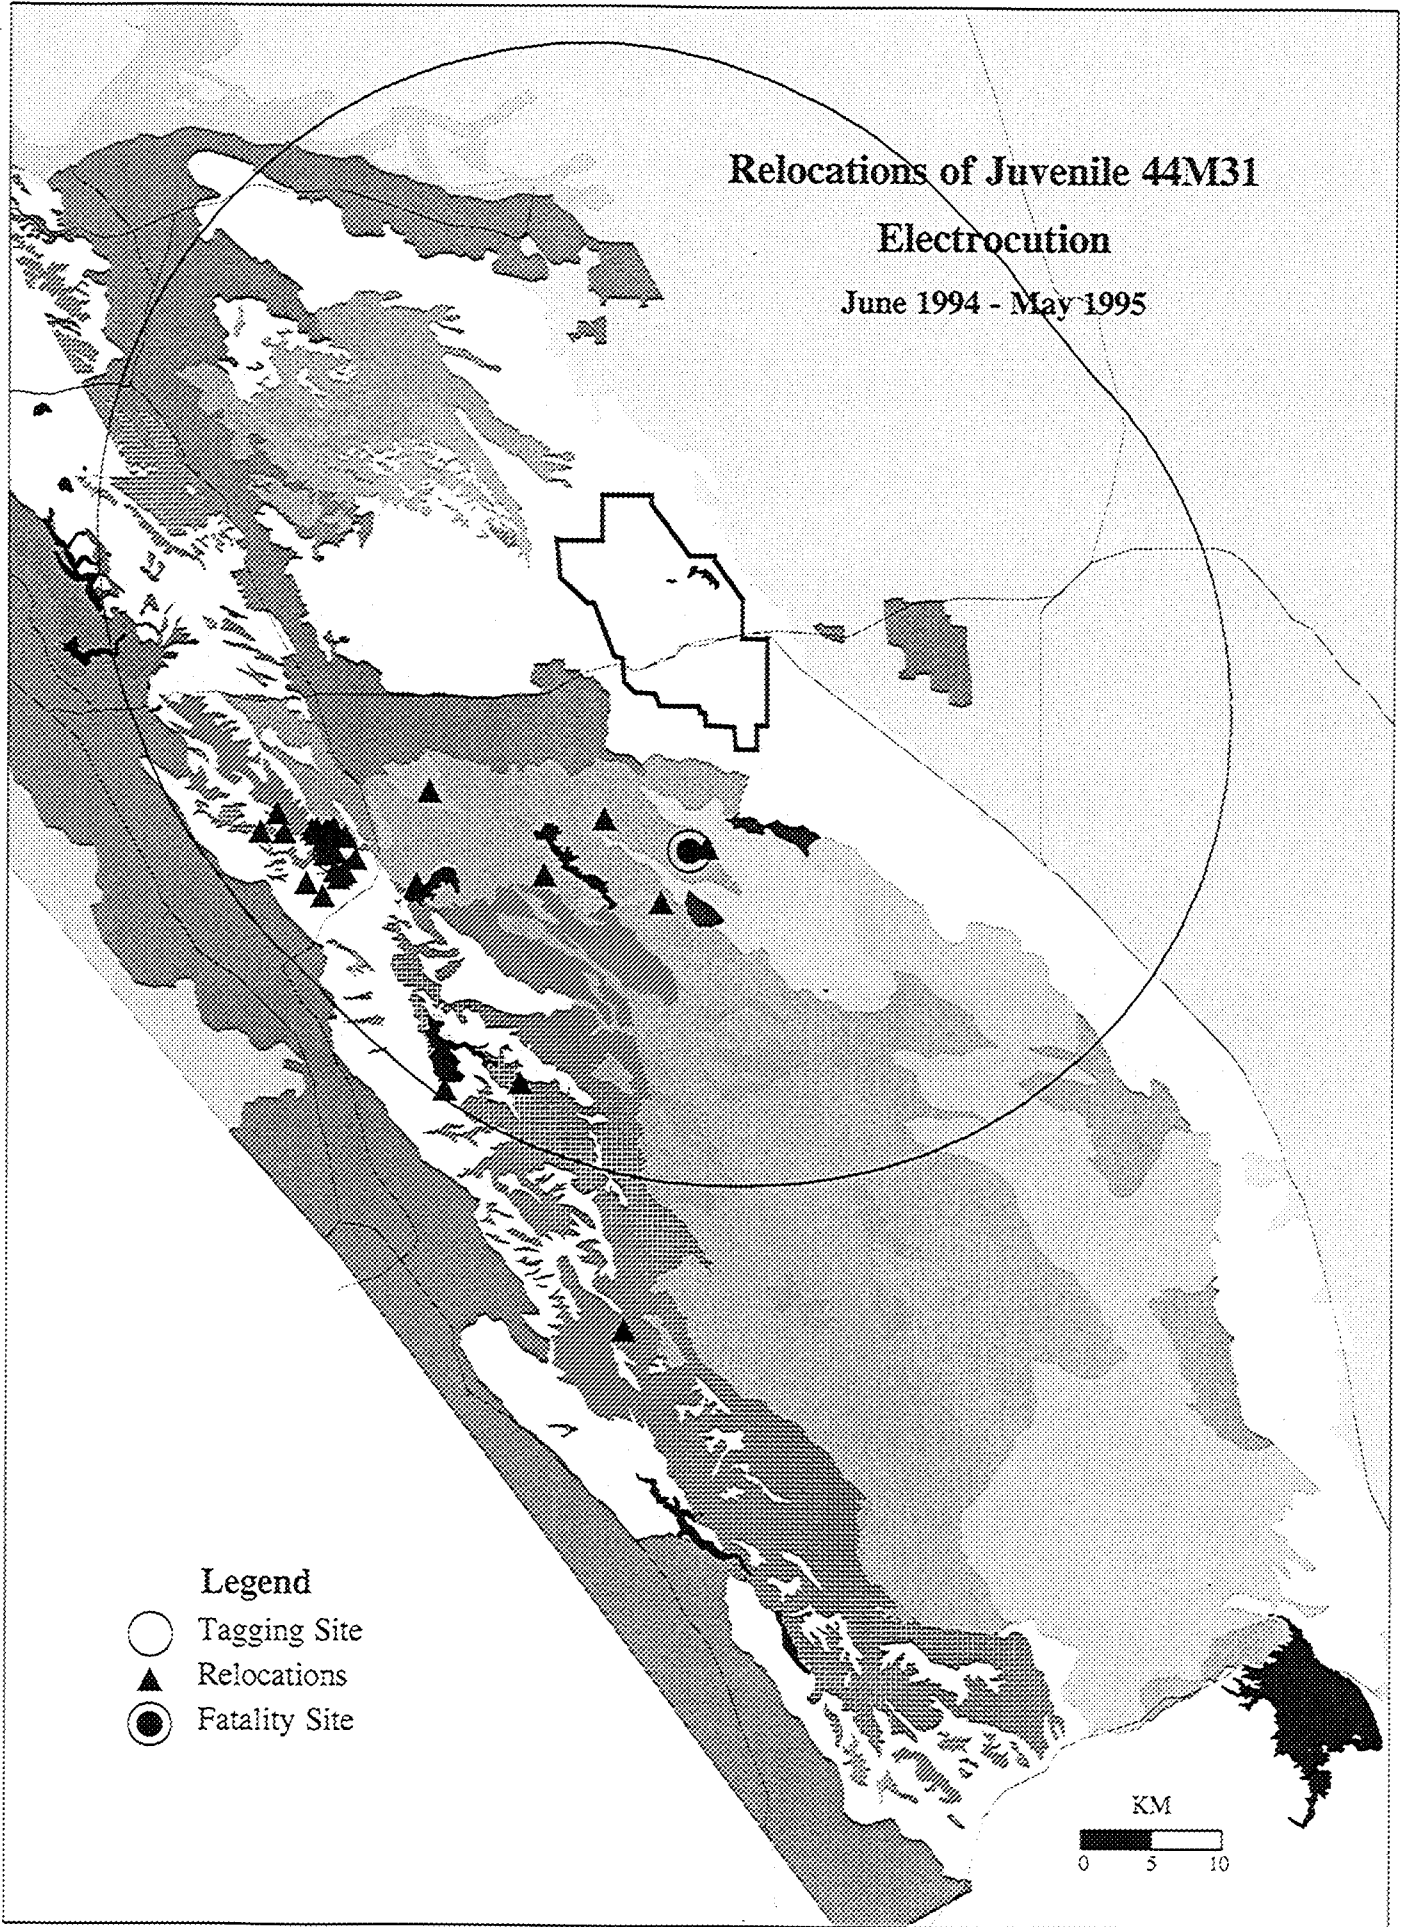 Relocations of Juvenile 44M31
Electrocution
June 1994 - May 1995
Legend
Tagging Site
Relocations
Fatality Site
KM
0 5 10